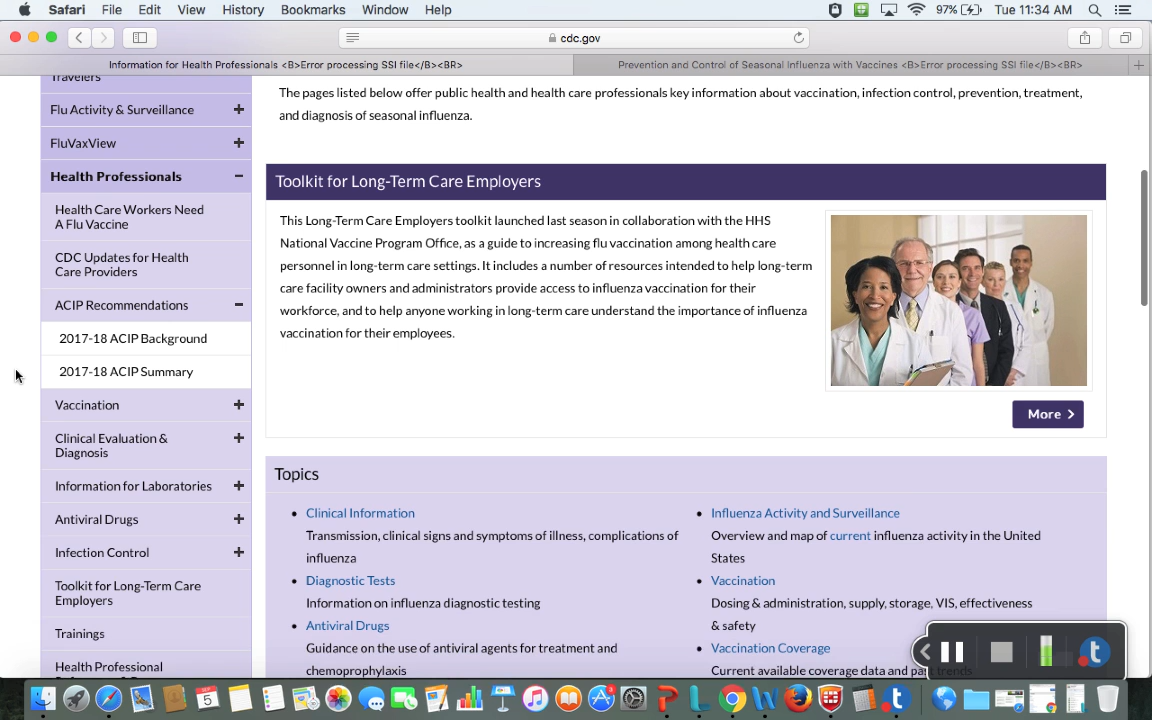 Safari File Edit View History Bookmarks Window Help 97% Tue 11:34 AM
cdc.gov
Information for Health Professionals <B>Error processing SSI file</B><BR> Prevention and Control of Seasonal Influenza with Vaccines <B>Error processing SSI file</B><BR>
Travelers
Flu Activity & Surveillance +
FluVaxView +
Health Professionals −
Health Care Workers Need
A Flu Vaccine
CDC Updates for Health
Care Providers
ACIP Recommendations −
2017-18 ACIP Background
2017-18 ACIP Summary
Vaccination +
Clinical Evaluation & +
Diagnosis
Information for Laboratories +
Antiviral Drugs +
Infection Control +
Toolkit for Long-Term Care
Employers
Trainings
Health Professional
The pages listed below offer public health and health care professionals key information about vaccination, infection control, prevention, treatment,
and diagnosis of seasonal influenza.
Toolkit for Long-Term Care Employers
This Long-Term Care Employers toolkit launched last season in collaboration with the HHS
National Vaccine Program Office, as a guide to increasing flu vaccination among health care
personnel in long-term care settings. It includes a number of resources intended to help long-term
care facility owners and administrators provide access to influenza vaccination for their
workforce, and to help anyone working in long-term care understand the importance of influenza
vaccination for their employees.
More >
Topics
• Clinical Information
Transmission, clinical signs and symptoms of illness, complications of
influenza
• Diagnostic Tests
Information on influenza diagnostic testing
• Antiviral Drugs
Guidance on the use of antiviral agents for treatment and
chemoprophylaxis
• Influenza Activity and Surveillance
Overview and map of current influenza activity in the United
States
• Vaccination
Dosing & administration, supply, storage, VIS, effectiveness
& safety
• Vaccination Coverage
Current available coverage data and past trends
t
5